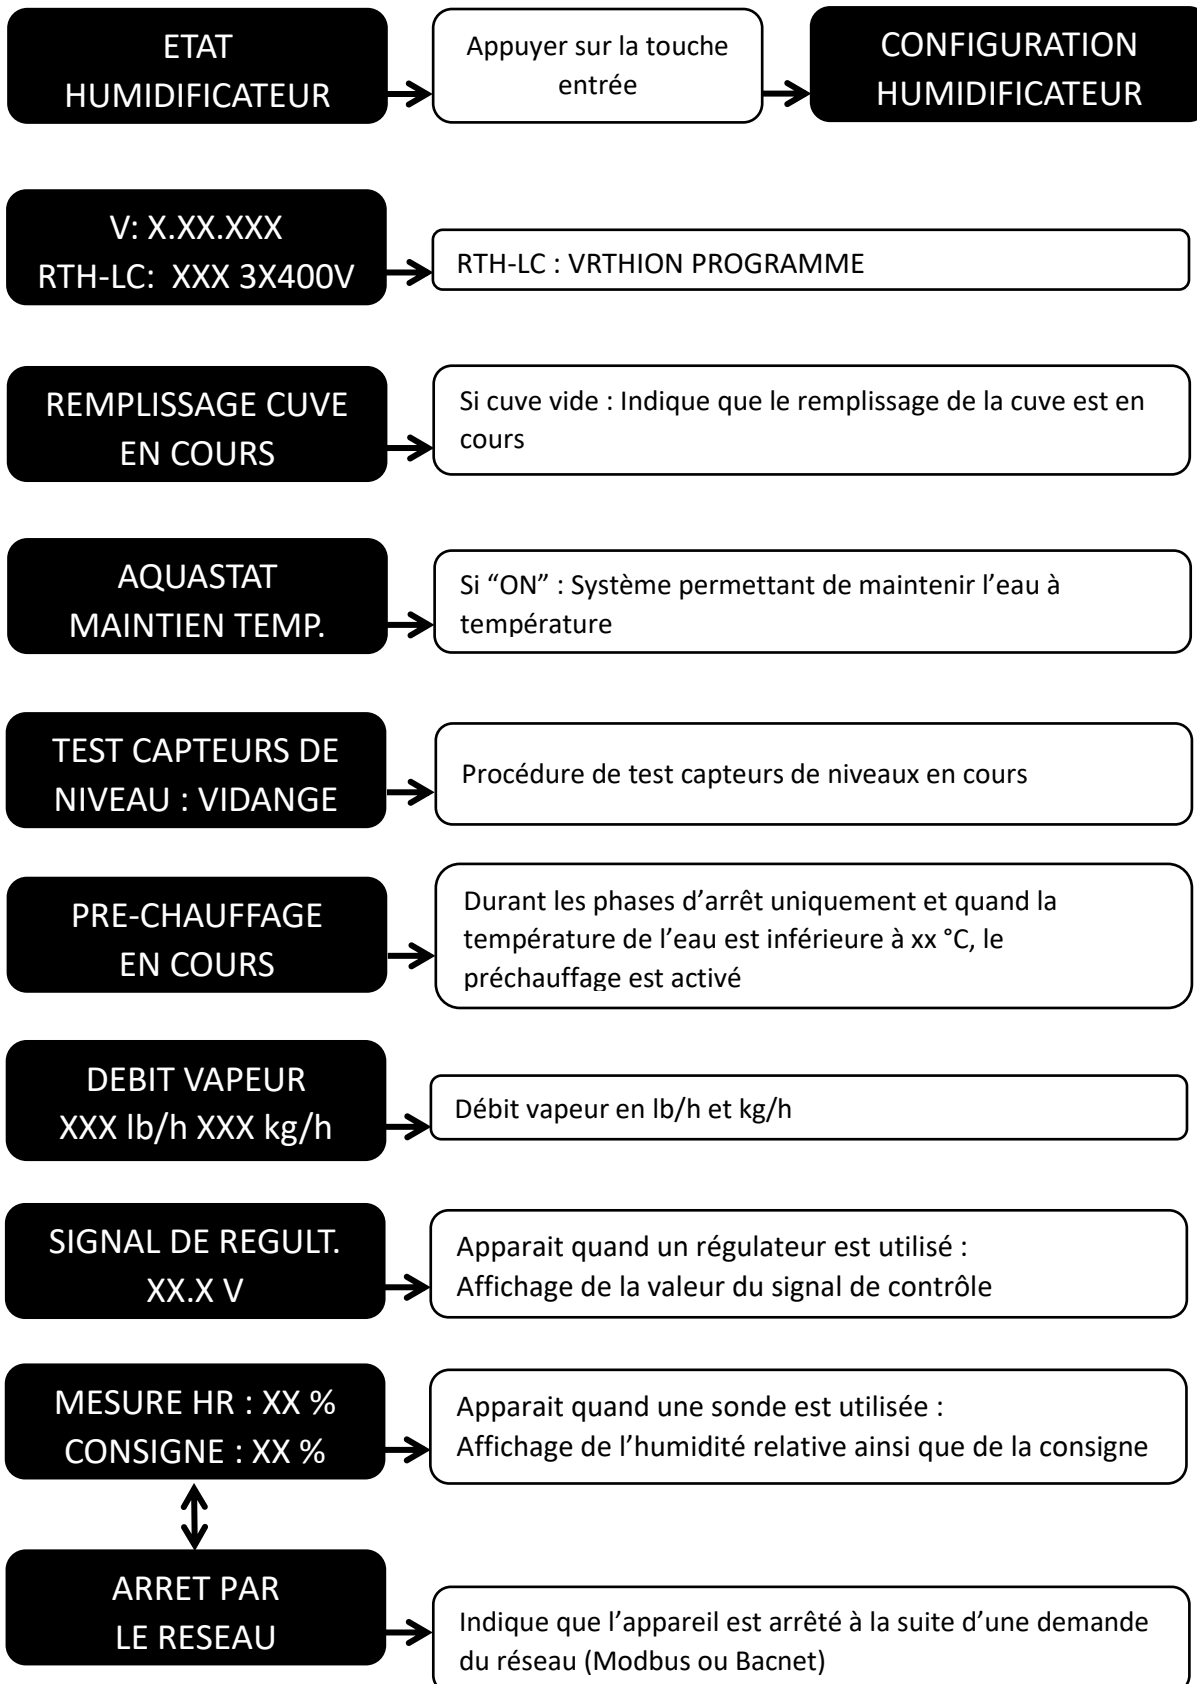 ETAT
HUMIDIFICATEUR
Appuyer sur la touche
entrée
CONFIGURATION
HUMIDIFICATEUR
V: X.XX.XXX
RTH-LC: XXX 3X400V
RTH-LC : VRTHION PROGRAMME
REMPLISSAGE CUVE
EN COURS
Si cuve vide : Indique que le remplissage de la cuve est en
cours
AQUASTAT
MAINTIEN TEMP.
Si “ON” : Système permettant de maintenir l’eau à
température
TEST CAPTEURS DE
NIVEAU : VIDANGE
Procédure de test capteurs de niveaux en cours
PRE-CHAUFFAGE
EN COURS
Durant les phases d’arrêt uniquement et quand la
température de l’eau est inférieure à xx °C, le
préchauffage est activé
DEBIT VAPEUR
XXX lb/h XXX kg/h
Débit vapeur en lb/h et kg/h
SIGNAL DE REGULT.
XX.X V
Apparait quand un régulateur est utilisé :
Affichage de la valeur du signal de contrôle
MESURE HR : XX %
CONSIGNE : XX %
Apparait quand une sonde est utilisée :
Affichage de l’humidité relative ainsi que de la consigne
ARRET PAR
LE RESEAU
Indique que l’appareil est arrêté à la suite d’une demande
du réseau (Modbus ou Bacnet)